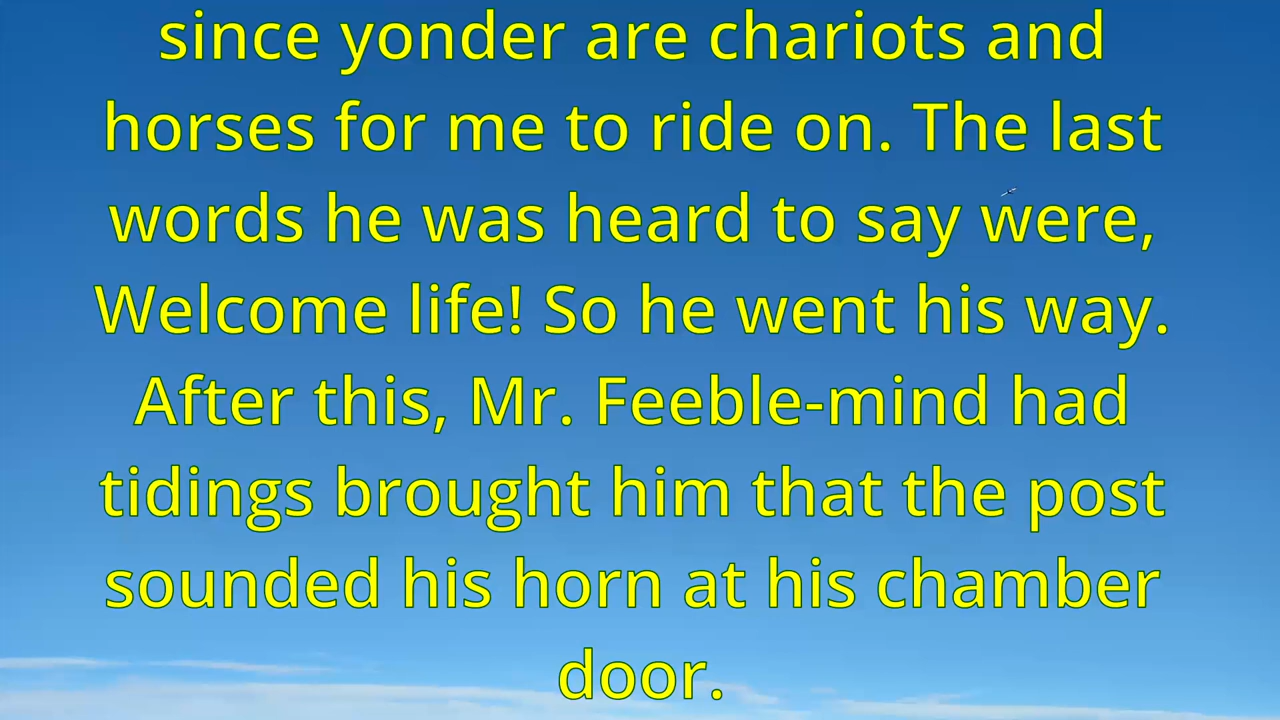 since yonder are chariots and
horses for me to ride on. The last
words he was heard to say were,
Welcome life! So he went his way.
After this, Mr. Feeble-mind had
tidings brought him that the post
sounded his horn at his chamber
door.